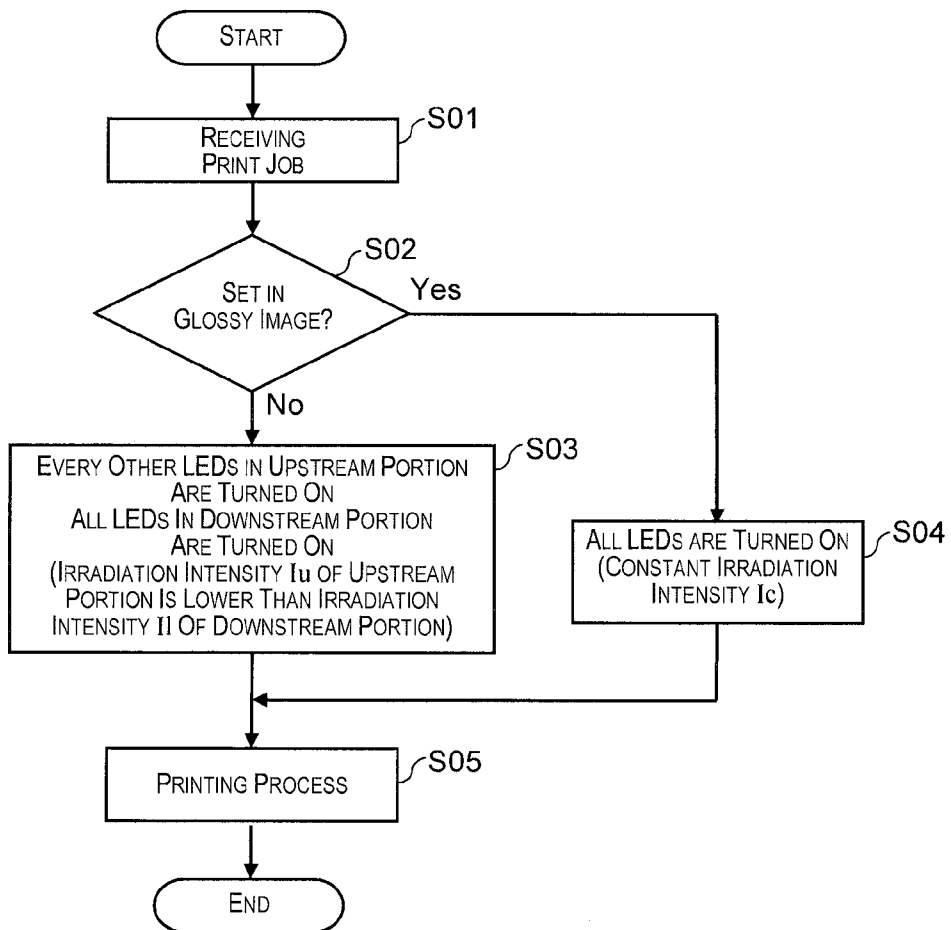 START
RECEIVING
PRINT JOB
S01
SET IN
GLOSSY IMAGE?
S02
Yes
No
EVERY OTHER LEDS IN UPSTREAM PORTION
ARE TURNED ON
ALL LEDS IN DOWNSTREAM PORTION
ARE TURNED ON
(IRRADIATION INTENSITY Iu OF UPSTREAM
PORTION IS LOWER THAN IRRADIATION
INTENSITY Il OF DOWNSTREAM PORTION)
S03
ALL LEDS ARE TURNED ON
(CONSTANT IRRADIATION
INTENSITY Ic)
S04
PRINTING PROCESS
S05
END